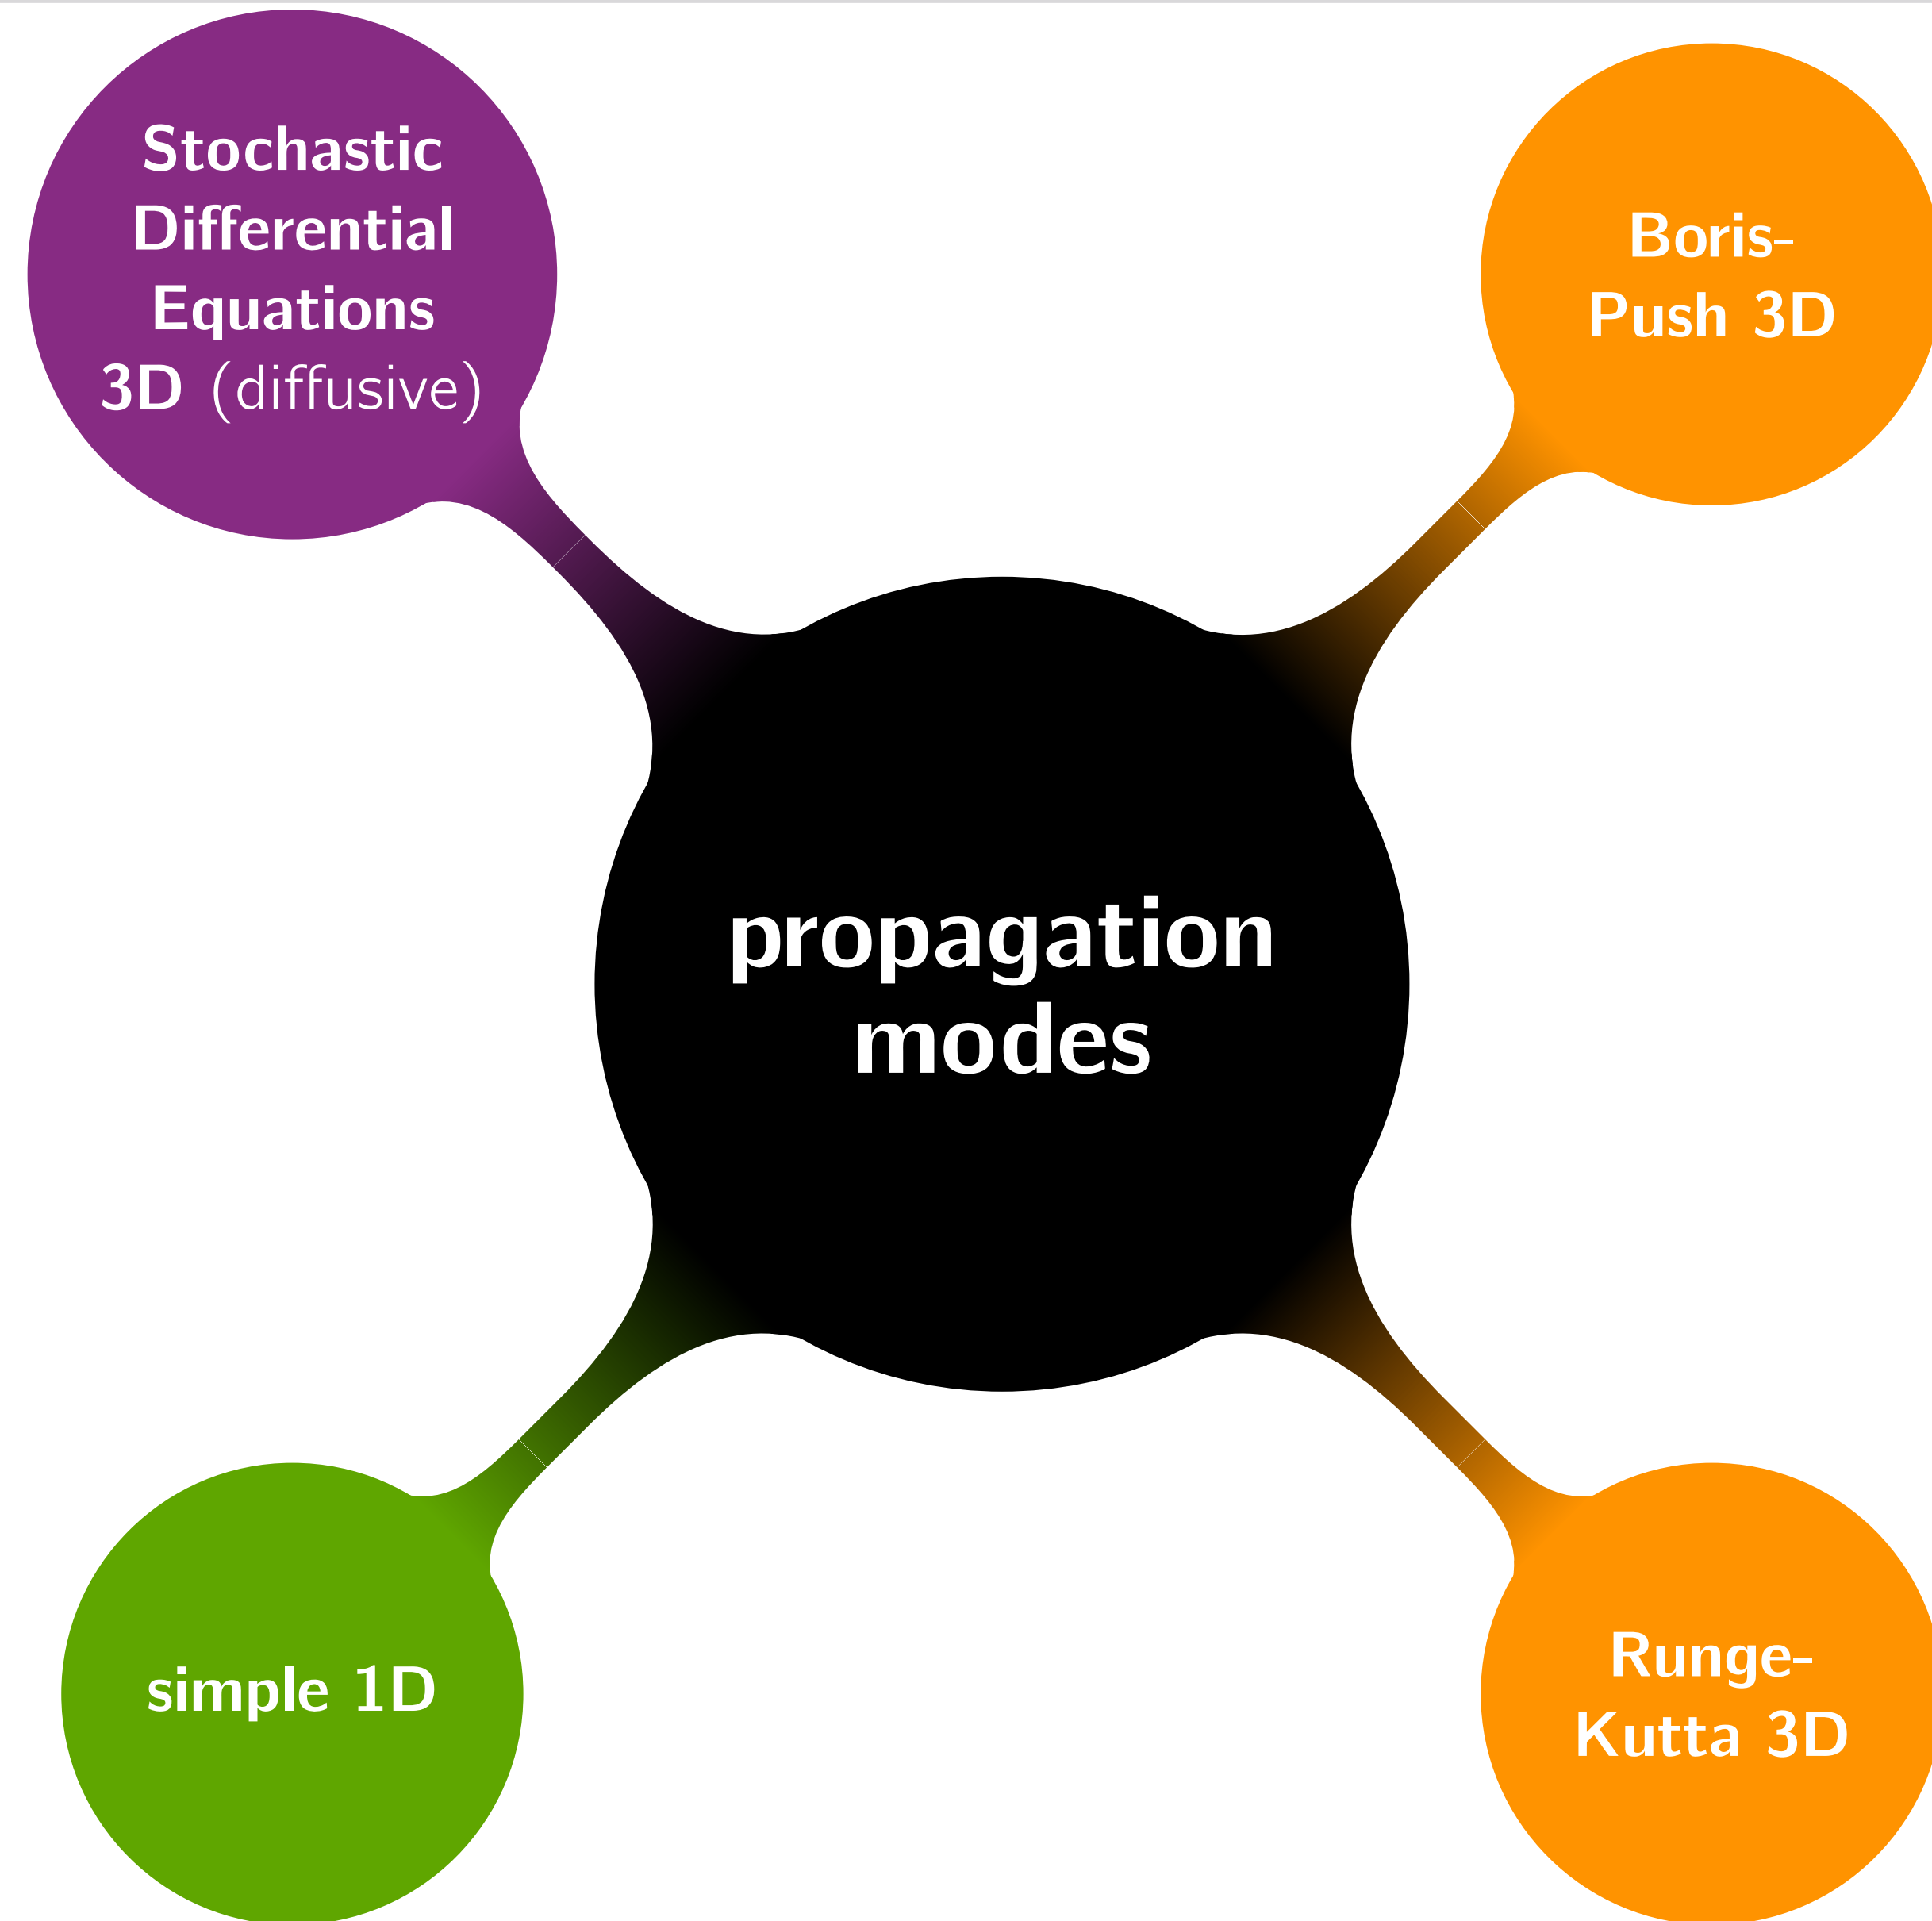 Stochastic
Differential
Equations
3D (diffusive)
Boris-
Push 3D
propagation
modes
simple 1D
Runge-
Kutta 3D